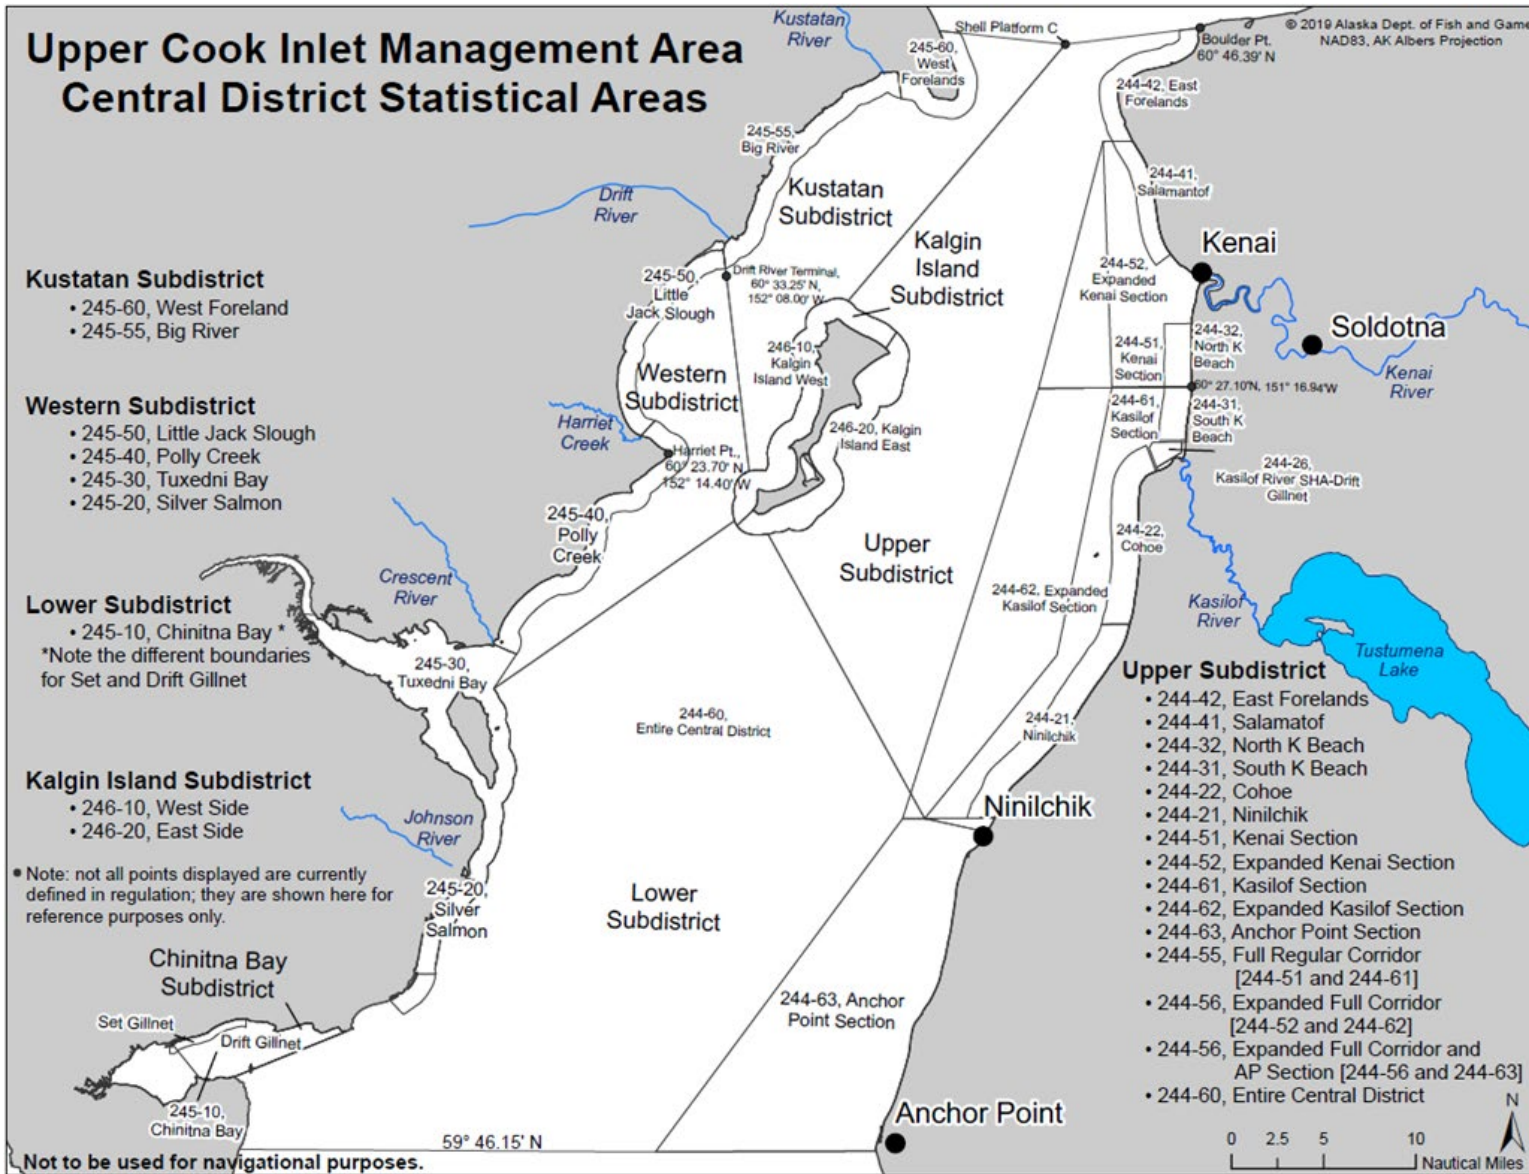 Upper Cook Inlet Management Area
Central District Statistical Areas
© 2019 Alaska Dept. of Fish and Game
NAD83, AK Albers Projection
Kustatan
River
245-60,
West
Forelands
Shell Platform C
Boulder Pt.
60° 46.39' N
244-42, East
Forelands
245-55,
Big River
Kustatan
Subdistrict
244-41,
Salamantof
Drift
River
Kalgin
Island
Subdistrict
Kenai
Kustatan Subdistrict
• 245-60, West Foreland
• 245-55, Big River
245-50,
Little
Jack Slough
Drift River Terminal,
60° 33.25' N,
152° 08.00' W
244-52,
Expanded
Kenai Section
Soldotna
Kenai
River
246-10,
Kalgin
Island West
244-51,
Kenai
Section
244-32,
North K
Beach
60° 27.10'N, 151° 16.94'W
Western
Subdistrict
Western Subdistrict
• 245-50, Little Jack Slough
• 245-40, Polly Creek
• 245-30, Tuxedni Bay
• 245-20, Silver Salmon
Harriet
Creek
Harriet Pt.,
60° 23.70' N
152° 14.40' W
246-20, Kalgin
Island East
244-61,
Kasilof
Section
244-31,
South K
Beach
244-26,
Kasilof River SHA-Drift
Gillnet
245-40,
Polly
Creek
Upper
Subdistrict
244-22,
Cohoe
Crescent
River
244-62, Expanded
Kasilof Section
Kasilof
River
Tustumena
Lake
Lower Subdistrict
• 245-10, Chinitna Bay *
*Note the different boundaries
for Set and Drift Gillnet
245-30,
Tuxedni Bay
244-60,
Entire Central District
244-21,
Ninilchik
Kalgin Island Subdistrict
• 246-10, West Side
• 246-20, East Side
Johnson
River
Ninilchik
• Note: not all points displayed are currently
defined in regulation; they are shown here for
reference purposes only.
245-20,
Silver
Salmon
Lower
Subdistrict
Upper Subdistrict
• 244-42, East Forelands
• 244-41, Salamatof
• 244-32, North K Beach
• 244-31, South K Beach
• 244-22, Cohoe
• 244-21, Ninilchik
• 244-51, Kenai Section
• 244-52, Expanded Kenai Section
• 244-61, Kasilof Section
• 244-62, Expanded Kasilof Section
• 244-63, Anchor Point Section
• 244-55, Full Regular Corridor
[244-51 and 244-61]
• 244-56, Expanded Full Corridor
[244-52 and 244-62]
• 244-56, Expanded Full Corridor and
AP Section [244-56 and 244-63]
• 244-60, Entire Central District
Chinitna Bay
Subdistrict
Set Gillnet
Drift Gillnet
245-10,
Chinitna Bay
244-63, Anchor
Point Section
Anchor Point
59° 46.15' N
Not to be used for navigational purposes.
N
0 2.5 5 10
Nautical Miles